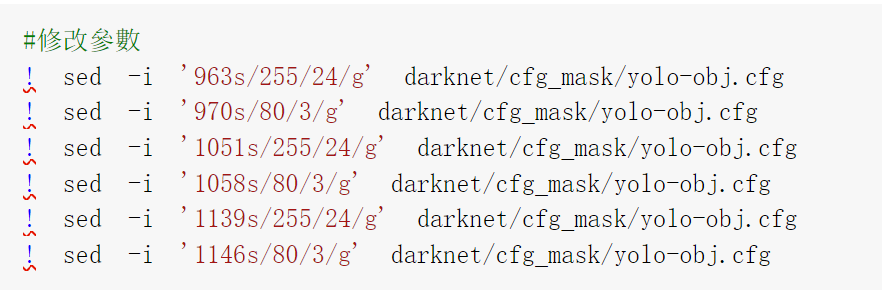 #修改參數
! sed -i '963s/255/24/g' darknet/cfg_mask/yolo-obj.cfg
! sed -i '970s/80/3/g' darknet/cfg_mask/yolo-obj.cfg
! sed -i '1051s/255/24/g' darknet/cfg_mask/yolo-obj.cfg
! sed -i '1058s/80/3/g' darknet/cfg_mask/yolo-obj.cfg
! sed -i '1139s/255/24/g' darknet/cfg_mask/yolo-obj.cfg
! sed -i '1146s/80/3/g' darknet/cfg_mask/yolo-obj.cfg